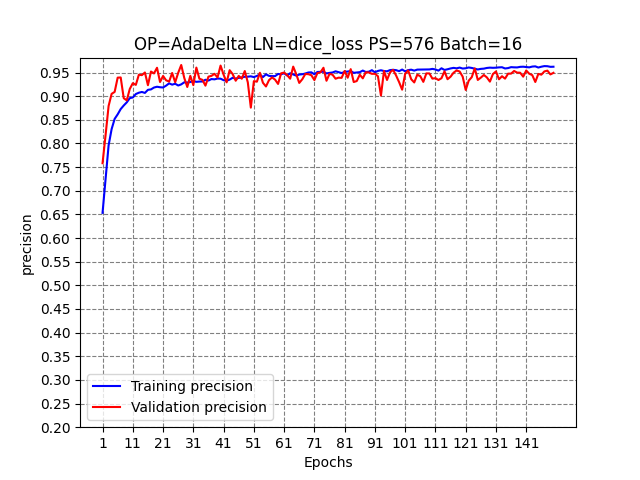 OP=AdaDelta LN=dice_loss PS=576 Batch=16
0.95
0.90
0.85
0.80
0.75
0.70
0.65
0.60
0.55
0.50
0.45
0.40
0.35
0.30
0.25
0.20
precision
Training precision
Validation precision
1 11 21 31 41 51 61 71 81 91 101 111 121 131 141
Epochs